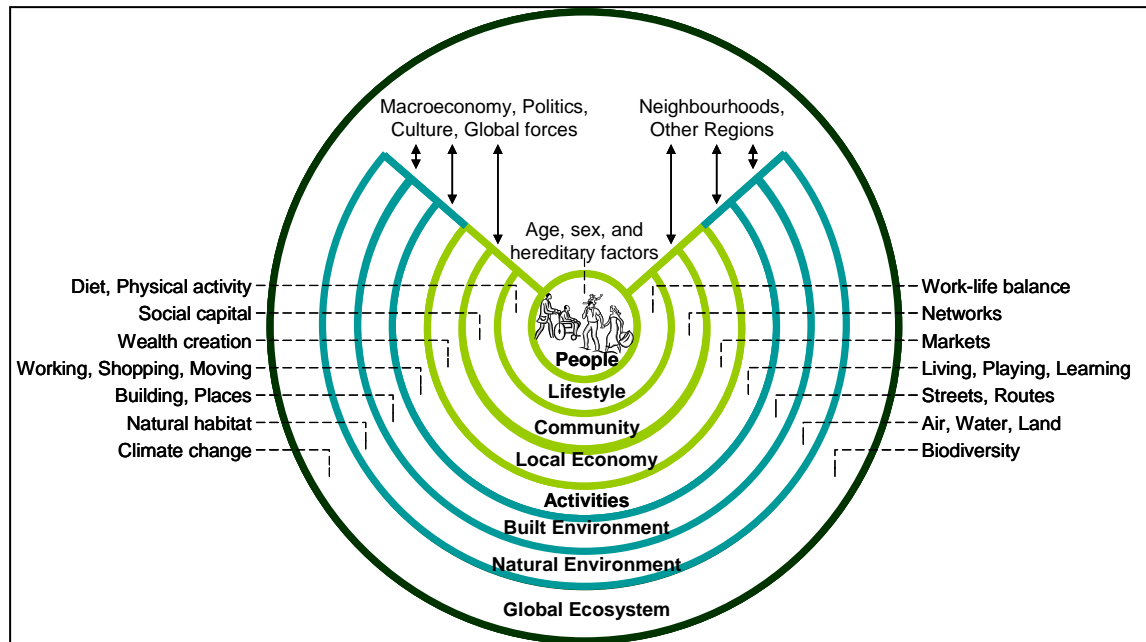 Macroeconomy, Politics,
Culture, Global forces
Neighbourhoods,
Other Regions
Age, sex, and
hereditary factors
Diet, Physical activity
Social capital
Wealth creation
Working, Shopping, Moving
Building, Places
Natural habitat
Climate change
Work-life balance
Networks
Markets
Living, Playing, Learning
Streets, Routes
Air, Water, Land
Biodiversity
People
Lifestyle
Community
Local Economy
Activities
Built Environment
Natural Environment
Global Ecosystem